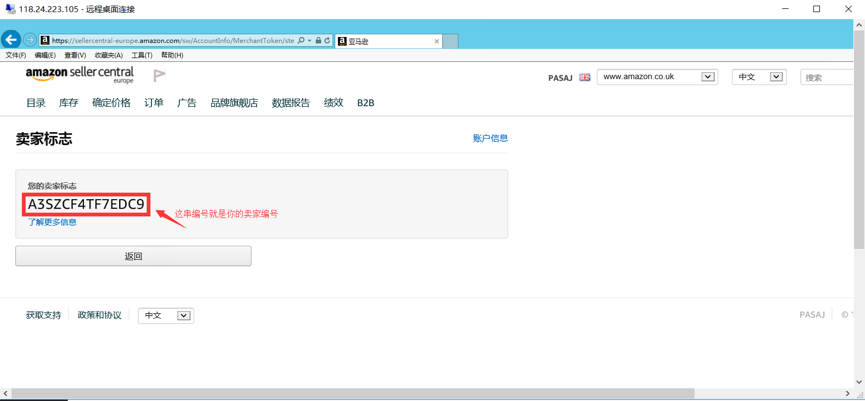 118.24.223.105 - 远程桌面连接
https://sellercentral-europe.amazon.com/sw/AccountInfo/MerchantToken/ste
亚马逊
文件(F) 编辑(E) 查看(V) 收藏夹(A) 工具(T) 帮助(H)
amazon seller central
europe
PASAJ www.amazon.co.uk 中文 搜索
目录 库存 确定价格 订单 广告 品牌旗舰店 数据报告 绩效 B2B
卖家标志 账户信息
您的卖家标志
A3SZCF4TF7EDC9
这串编号就是你的卖家编号
了解更多信息
返回
获取支持 政策和协议 中文 PASAJ ©